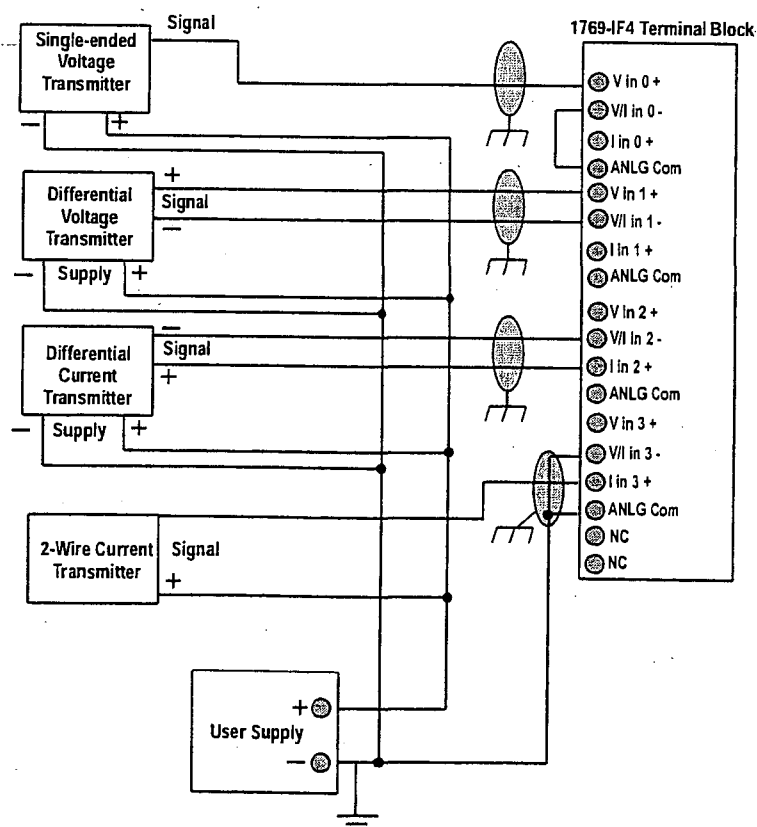 1769-IF4 Terminal Block
Signal
Single-ended
Voltage
Transmitter
− +
Differential
Voltage
Transmitter
+
Signal
−
− Supply +
Differential
Current
Transmitter
−
Signal
+
− Supply +
2-Wire Current
Transmitter
Signal
+
User Supply
+
−
V in 0 +
V/I in 0 -
I in 0 +
ANLG Com
V in 1 +
V/I in 1 -
I in 1 +
ANLG Com
V in 2 +
V/I In 2 -
I in 2 +
ANLG Com
V in 3 +
V/I in 3 -
I in 3 +
ANLG Com
NC
NC